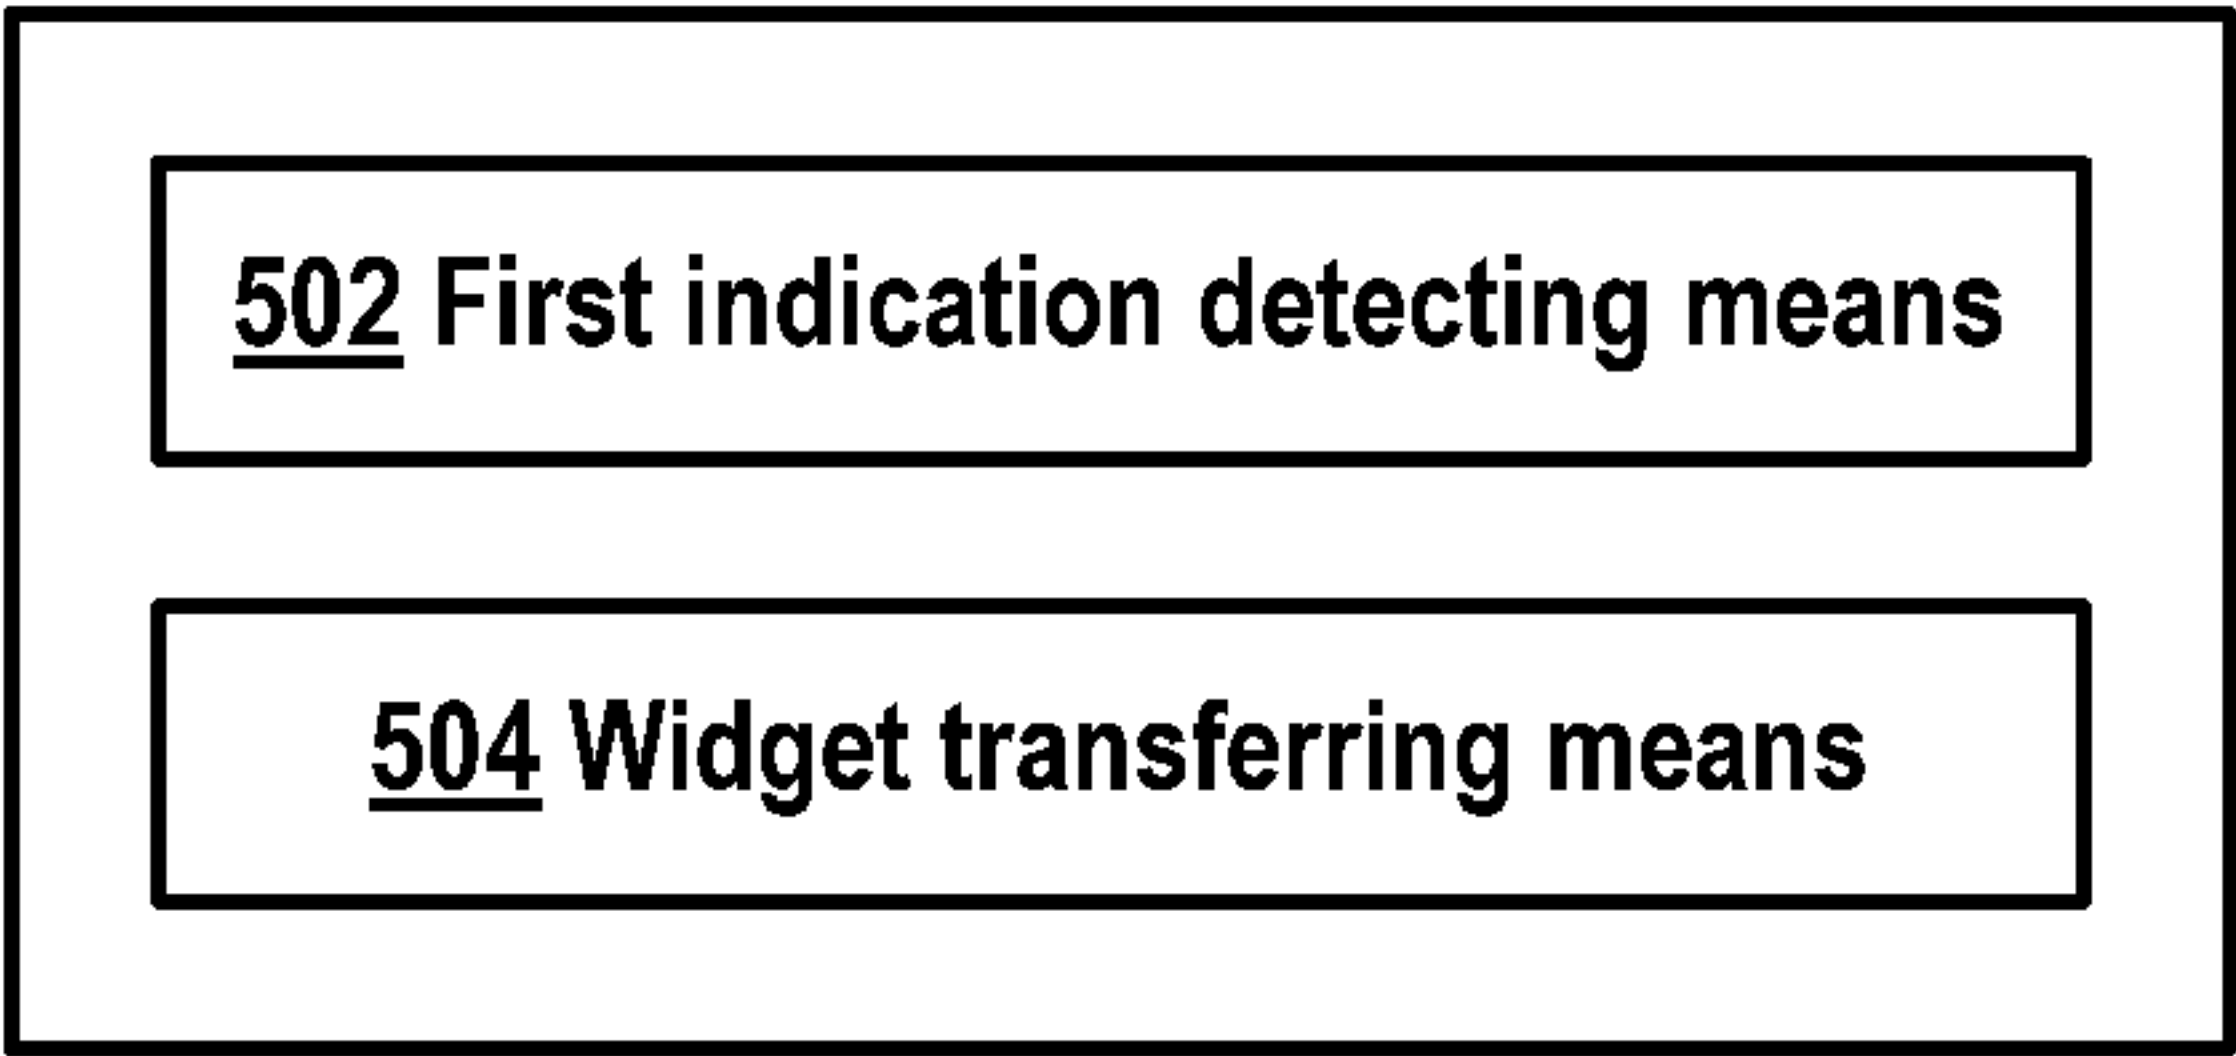 502 First indication detecting means
504 Widget transferring means